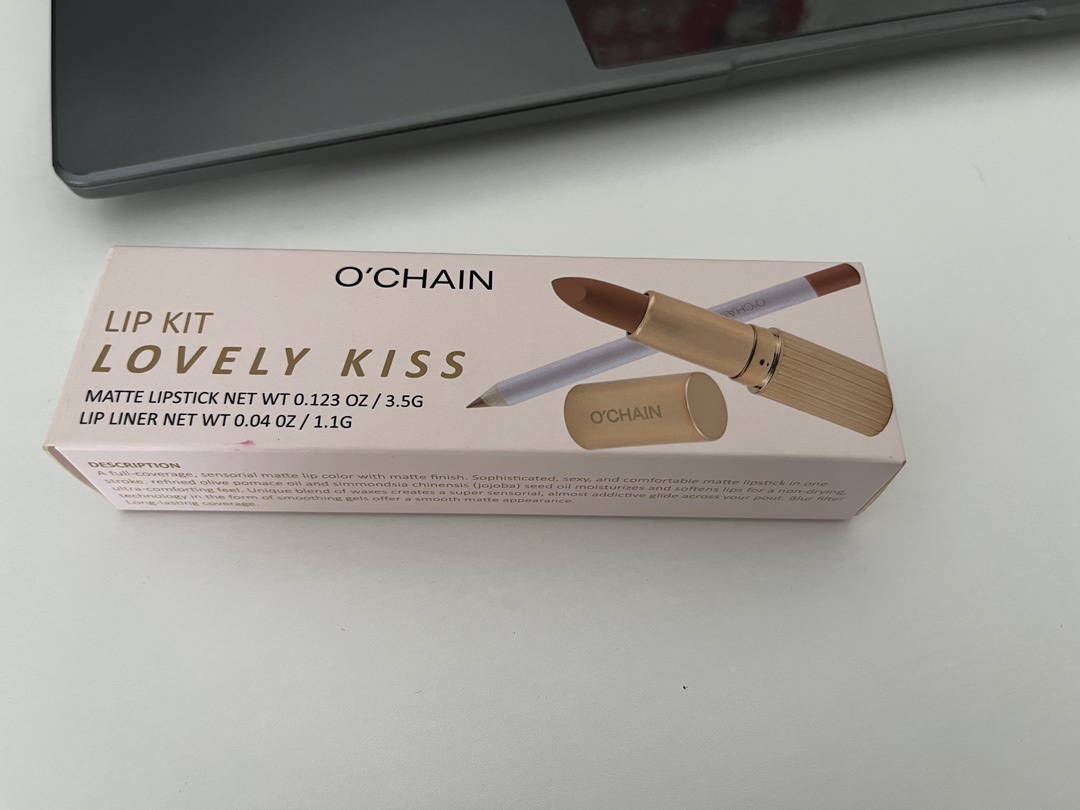 O'CHAIN
LIP KIT
LOVELY KISS
MATTE LIPSTICK NET WT 0.123 OZ / 3.5G
LIP LINER NET WT 0.04 0Z / 1.1G
O'CHAIN
O'CHAIN
DESCRIPTION
A full-coverage, sensorial matte lip color with matte finish. Sophisticated, sexy, and comfortable matte lipstick in one
stroke, refined olive pomace oil and simmondsia chinensis (jojoba) seed oil moisturizes and softens lips for a non-drying,
ultra-comforting feel. Unique blend of waxes creates a super sensorial, almost addictive glide across your pout. Blur filter
technology in the form of smoothing gels offer a smooth matte appearance.
Long-lasting coverage.